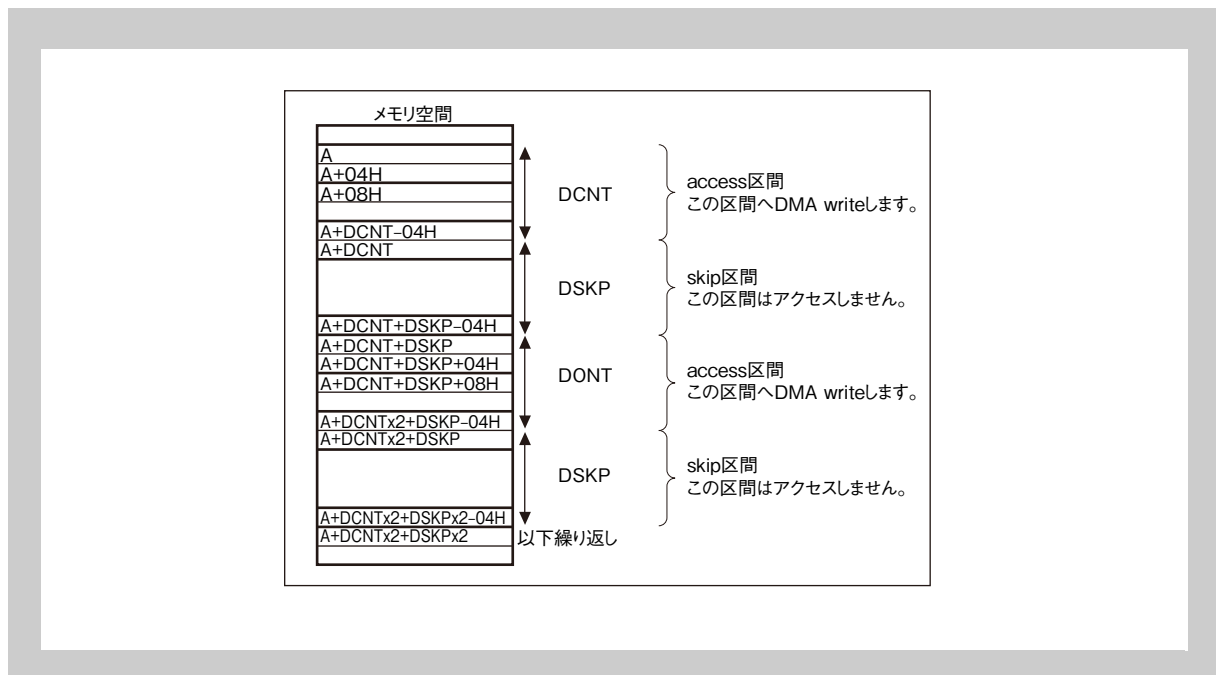 メモリ空間
A
A+04H
A+08H
A+DCNT–04H
A+DCNT
A+DCNT+DSKP–04H
A+DCNT+DSKP
A+DCNT+DSKP+04H
A+DCNT+DSKP+08H
A+DCNTx2+DSKP–04H
A+DCNTx2+DSKP
A+DCNTx2+DSKPx2–04H
A+DCNTx2+DSKPx2
DCNT
access区間
この区間へDMA writeします。
DSKP
skip区間
この区間はアクセスしません。
DONT
access区間
この区間へDMA writeします。
DSKP
skip区間
この区間はアクセスしません。
以下繰り返し